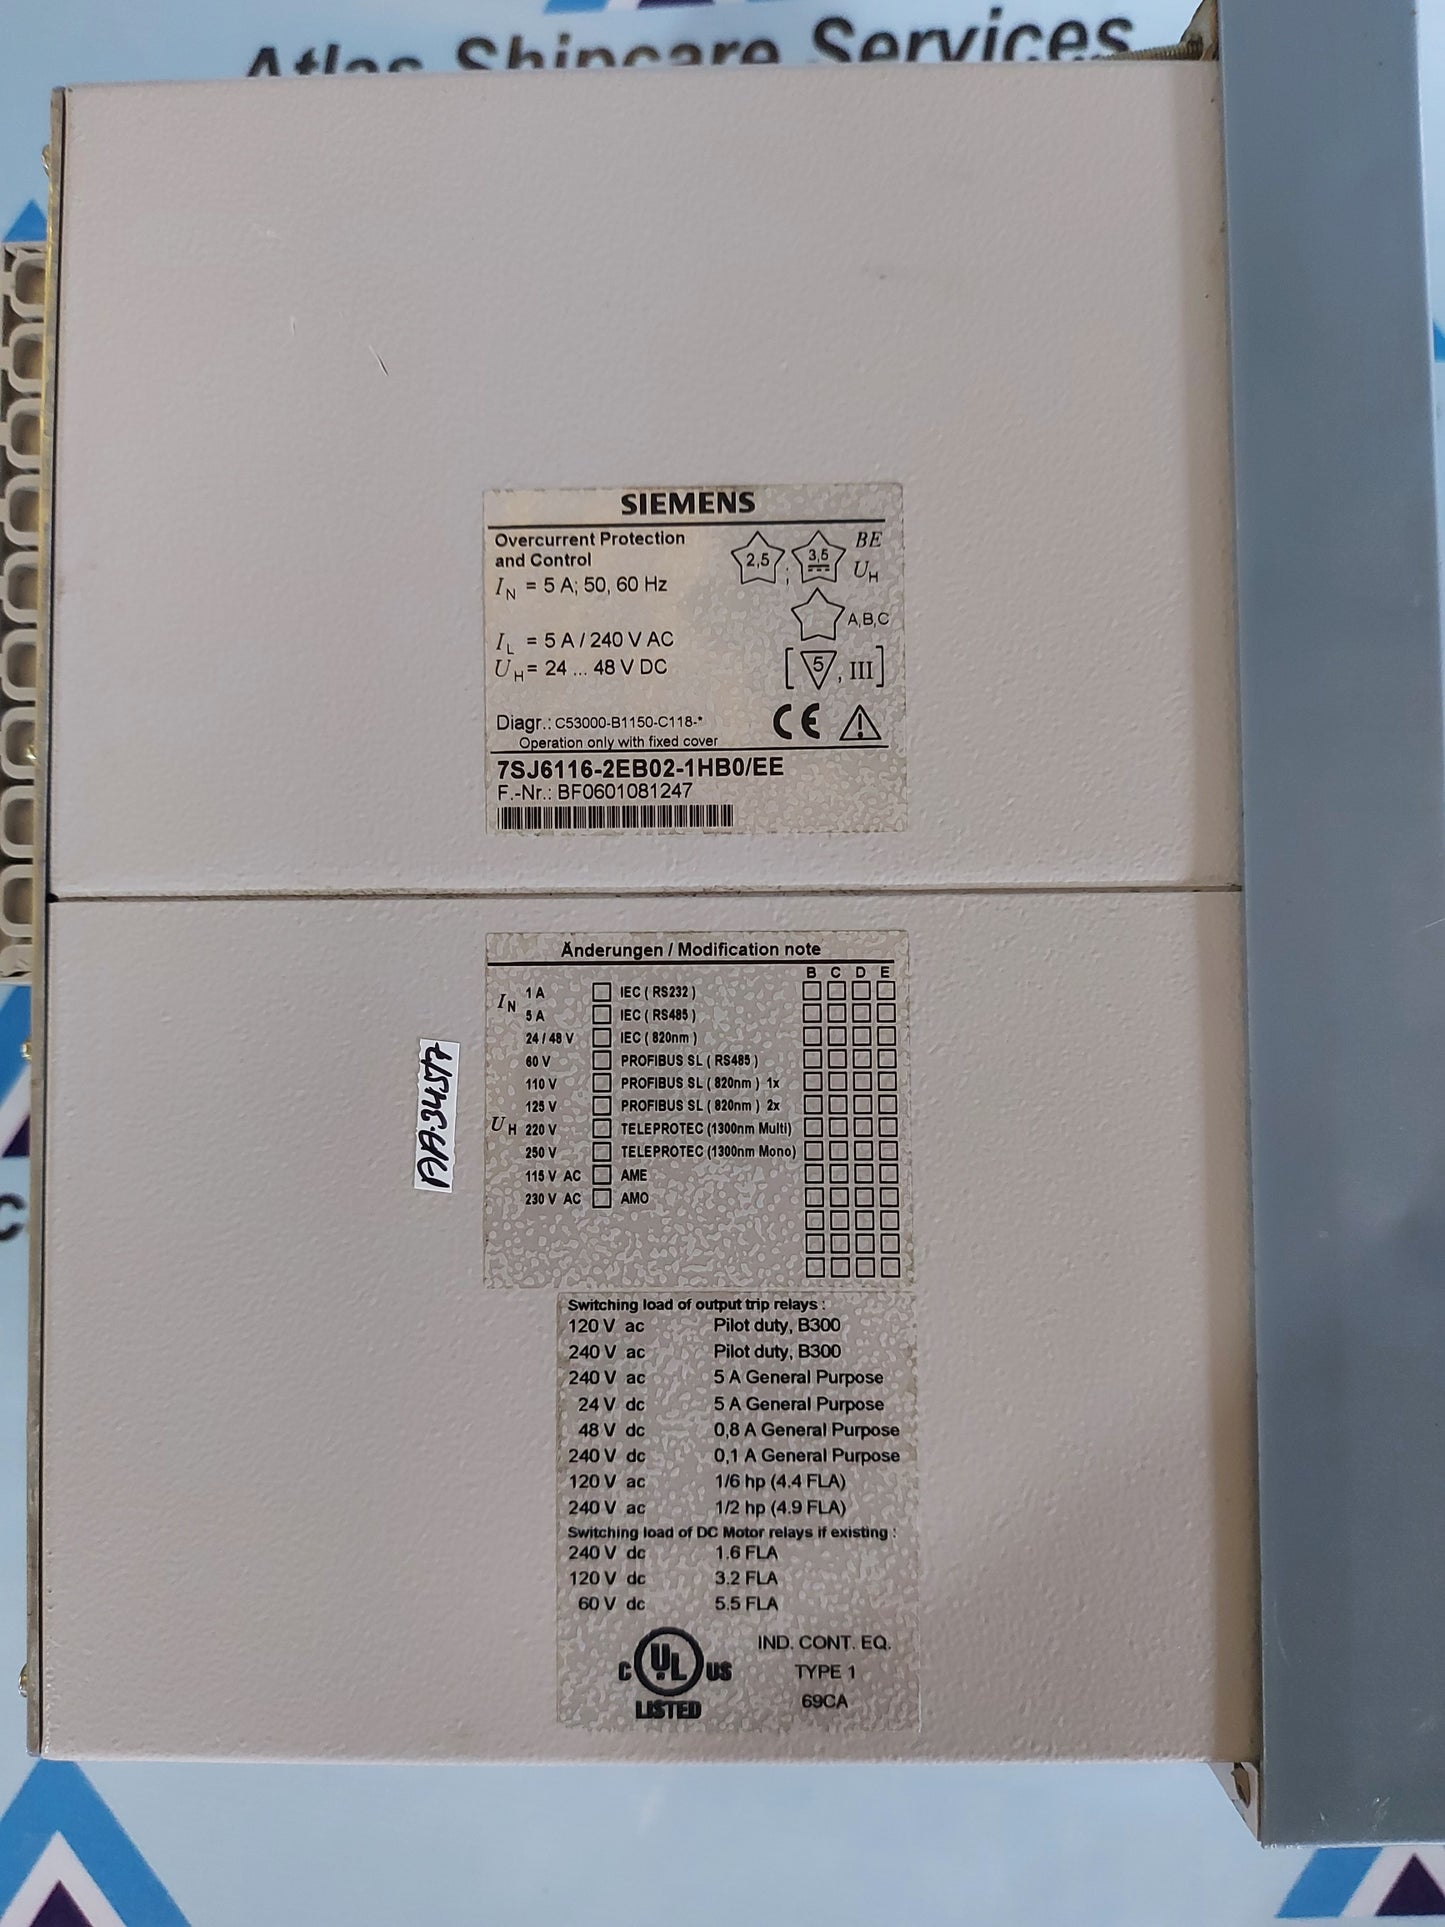 Atlas Shipcare Services
SIEMENS
Overcurrent Protection
and Control
IN = 5 A; 50, 60 Hz
IL = 5 A / 240 V AC
UH = 24 ... 48 V DC
2,5 ; 3,5 BE
UH
A,B,C
[ 5 , III ]
Diagr.: C53000-B1150-C118-*
CE
Operation only with fixed cover
7SJ6116-2EB02-1HB0/EE
F.-Nr.: BF0601081247
Änderungen / Modification note
B C D E
IN 1 A IEC ( RS232 )
5 A IEC ( RS485 )
24 / 48 V IEC ( 820nm )
60 V PROFIBUS SL ( RS485 )
110 V PROFIBUS SL ( 820nm ) 1x
125 V PROFIBUS SL ( 820nm ) 2x
UH 220 V TELEPROTEC (1300nm Multi)
250 V TELEPROTEC (1300nm Mono)
115 V AC AME
230 V AC AMO
Switching load of output trip relays :
120 V ac Pilot duty, B300
240 V ac Pilot duty, B300
240 V ac 5 A General Purpose
24 V dc 5 A General Purpose
48 V dc 0,8 A General Purpose
240 V dc 0,1 A General Purpose
120 V ac 1/6 hp (4.4 FLA)
240 V ac 1/2 hp (4.9 FLA)
Switching load of DC Motor relays if existing :
240 V dc 1.6 FLA
120 V dc 3.2 FLA
60 V dc 5.5 FLA
C UL US
LISTED
IND. CONT. EQ.
TYPE 1
69CA